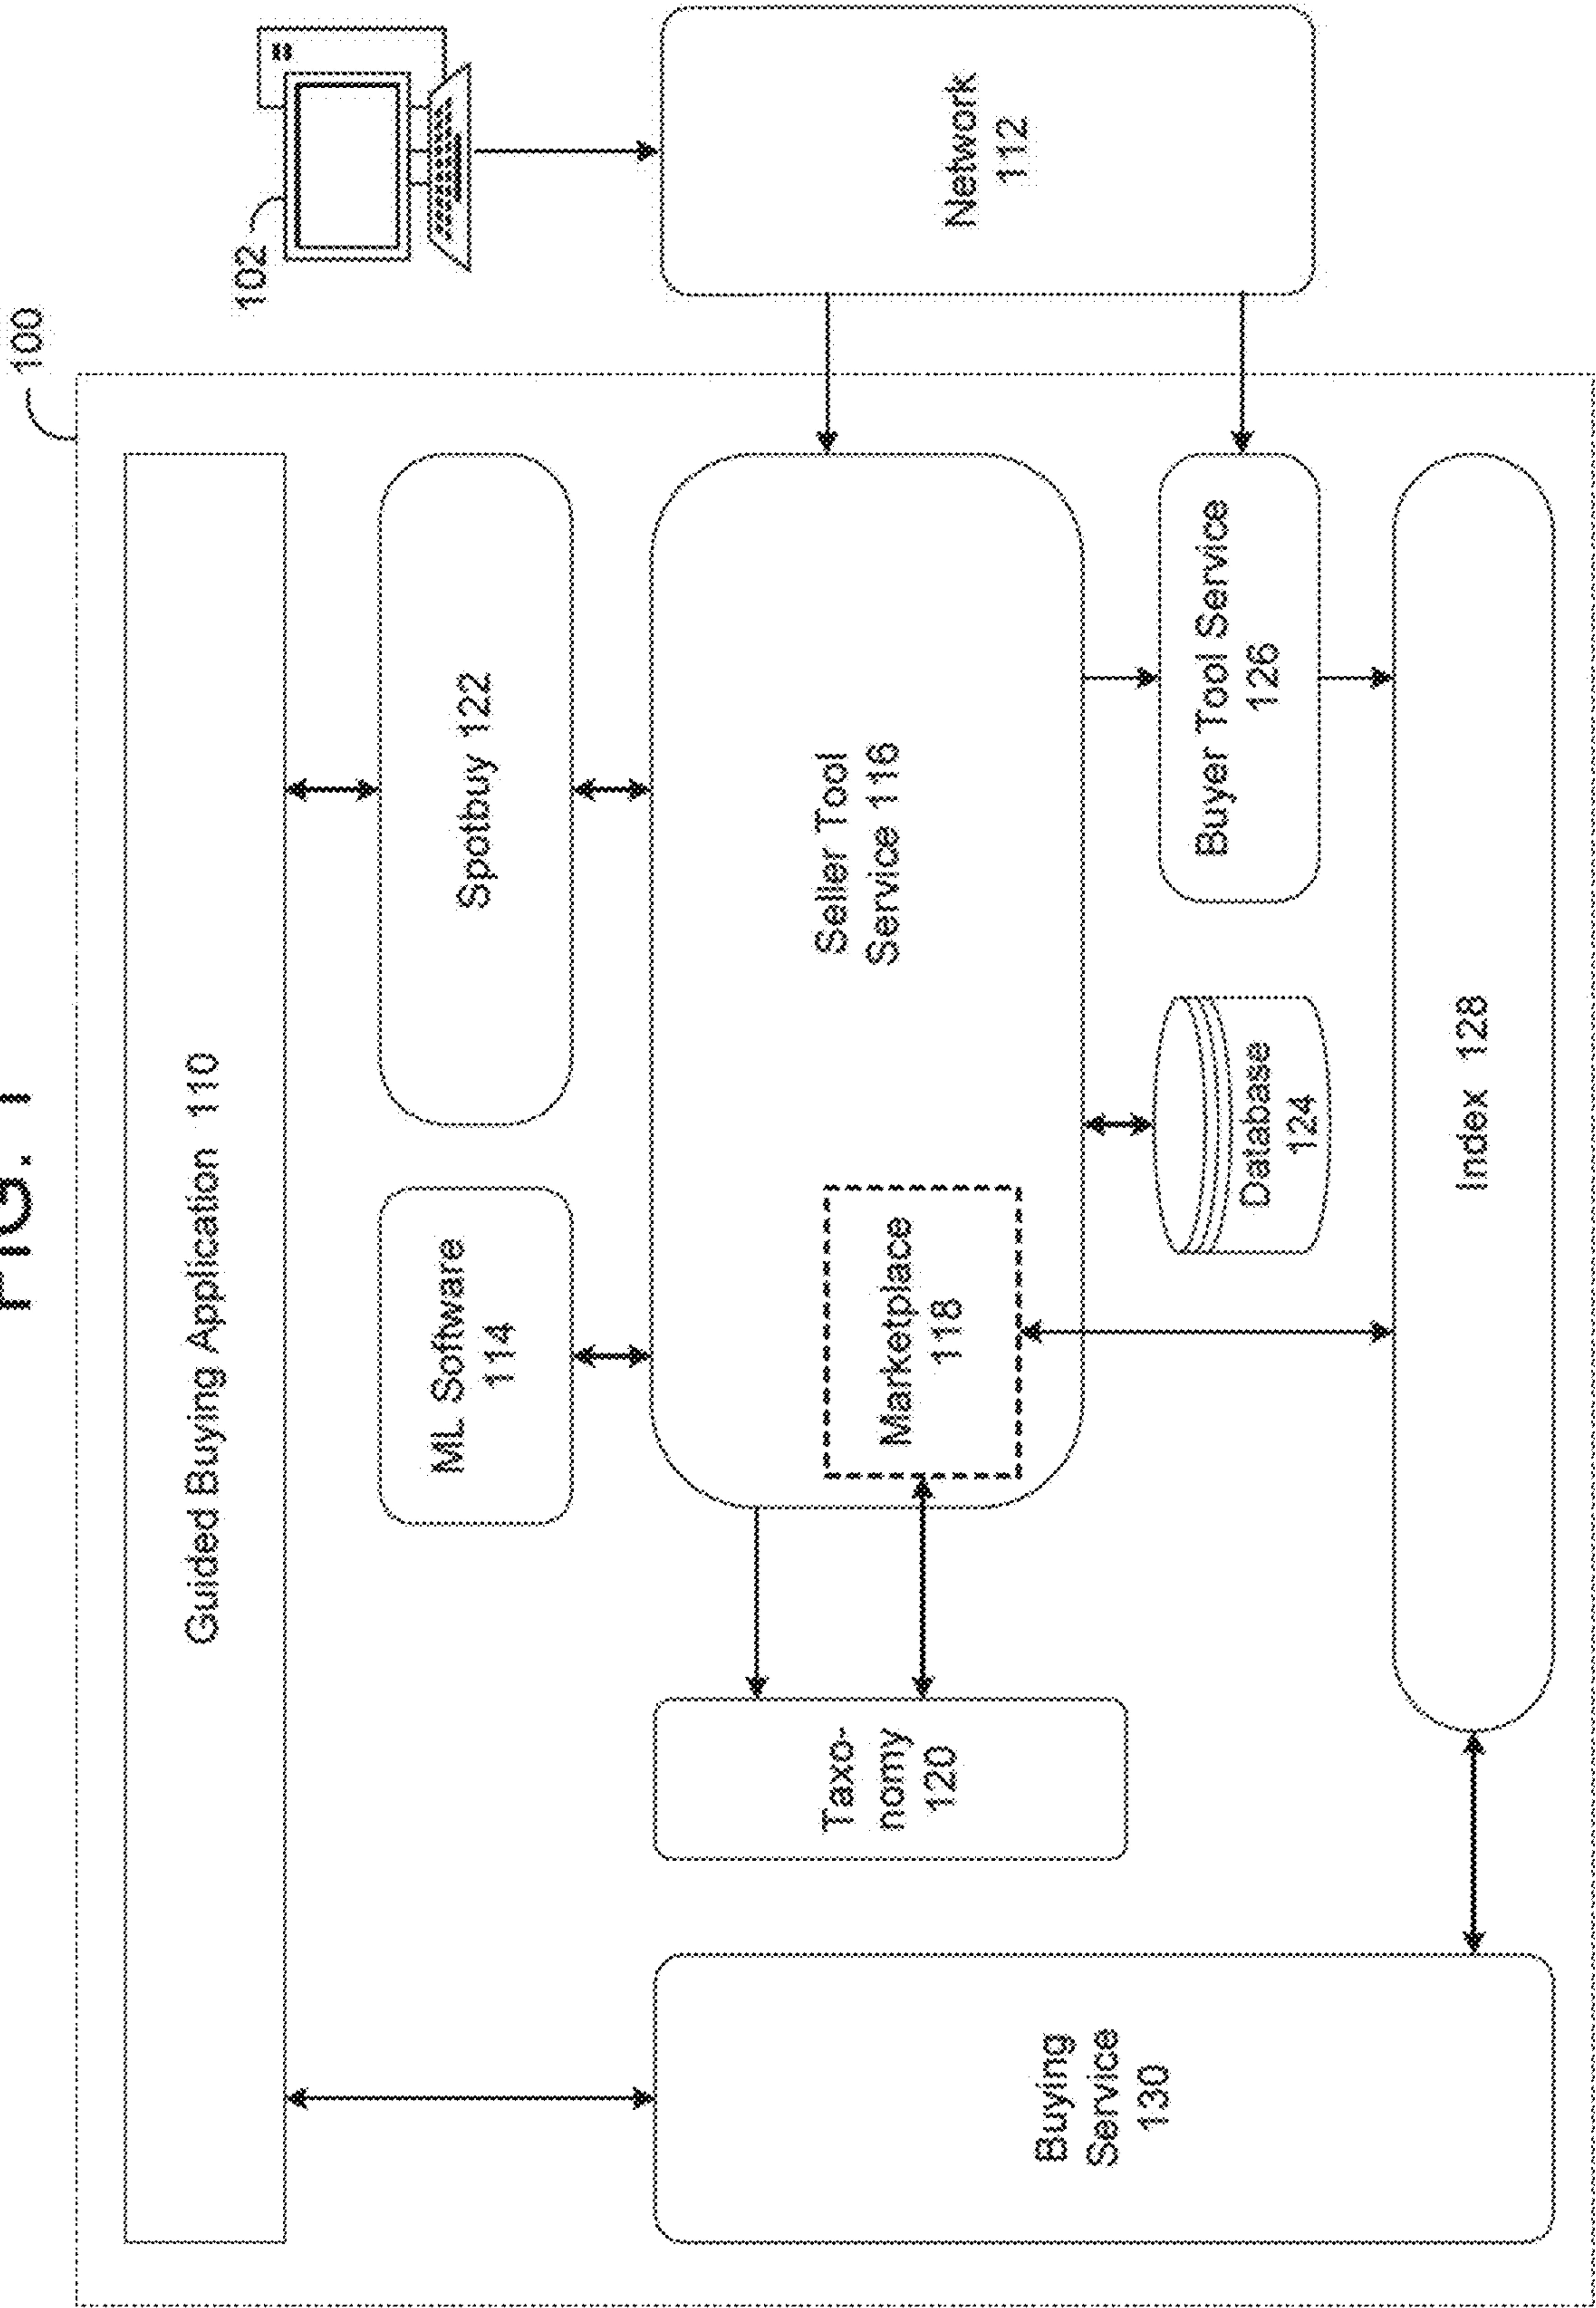 FIG. 1
100
Guided Buying Application 110
102
ML Software
114
Spotbuy 122
Buying
Service
130
Taxo-
nomy
120
Marketplace
118
Seller Tool
Service 116
Network
112
Database
124
Buyer Tool Service
126
Index 128